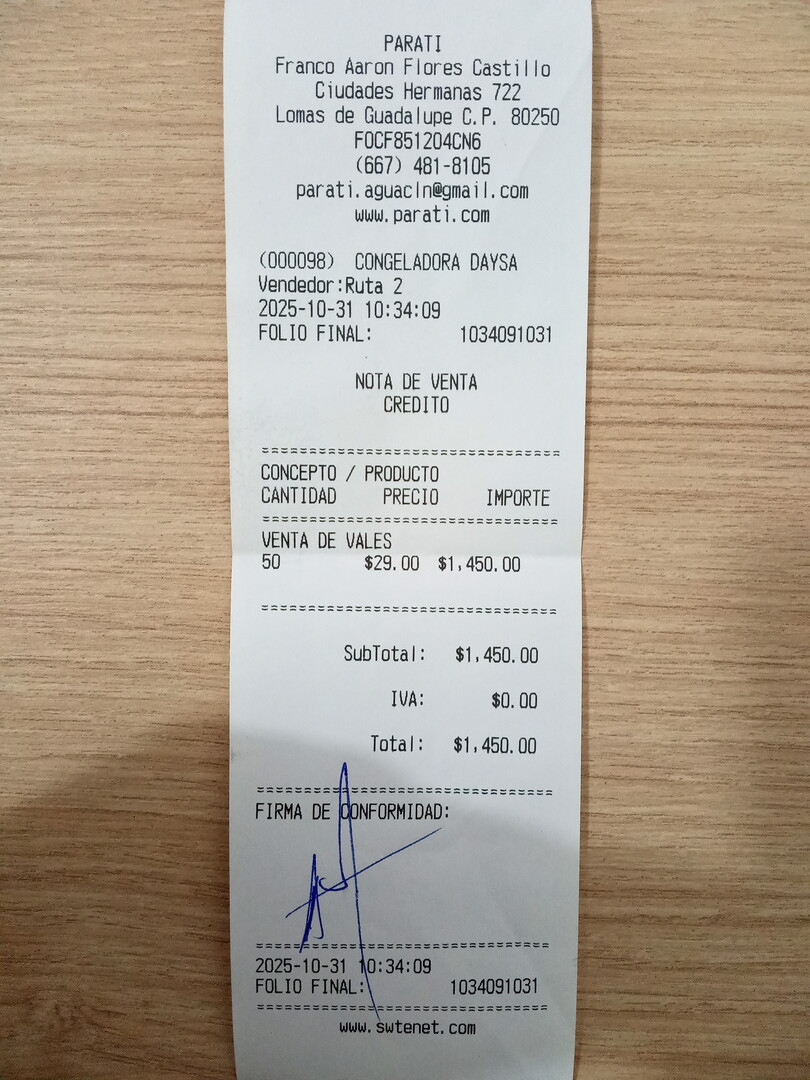 PARATI
Franco Aaron Flores Castillo
Ciudades Hermanas 722
Lomas de Guadalupe C.P. 80250
FOCF851204CN6
(667) 481-8105
parati.aguacln@gmail.com
www.parati.com
(000098) CONGELADORA DAYSA
Vendedor:Ruta 2
2025-10-31 10:34:09
FOLIO FINAL: 1034091031
NOTA DE VENTA
CREDITO
CONCEPTO / PRODUCTO
CANTIDAD PRECIO IMPORTE
VENTA DE VALES
50 $29.00 $1,450.00
SubTotal: $1,450.00
IVA: $0.00
Total: $1,450.00
FIRMA DE CONFORMIDAD:
2025-10-31 10:34:09
FOLIO FINAL: 1034091031
www.swtenet.com